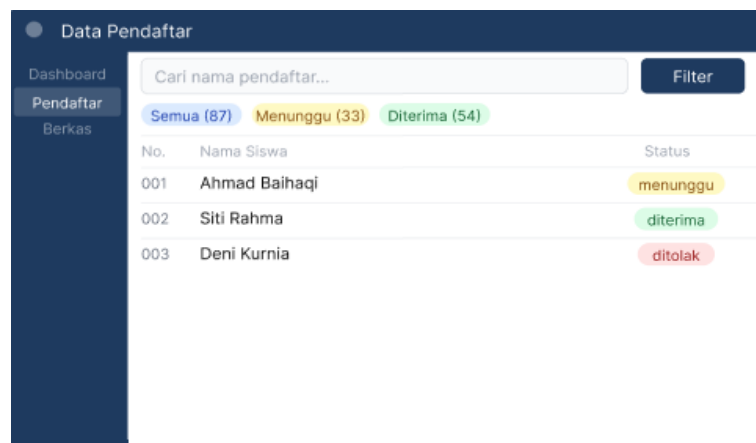 Data Pendaftar
Dashboard
Pendaftar
Berkas
Cari nama pendaftar... Filter
Semua (87) Menunggu (33) Diterima (54)
No. Nama Siswa Status
001 Ahmad Baihaqi menunggu
002 Siti Rahma diterima
003 Deni Kurnia ditolak